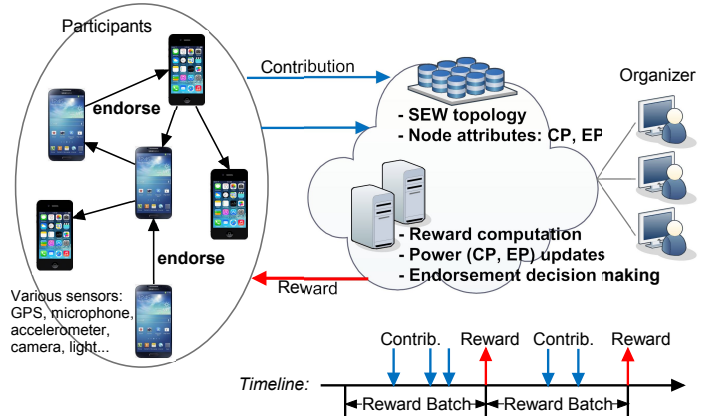 Participants
endorse
endorse
Various sensors:
GPS, microphone,
accelerometer,
camera, light...
Contribution
Reward
- SEW topology
- Node attributes: CP, EP
- Reward computation
- Power (CP, EP) updates
- Endorsement decision making
Organizer
Contrib.
Reward
Contrib.
Reward
Timeline:
Reward Batch
Reward Batch